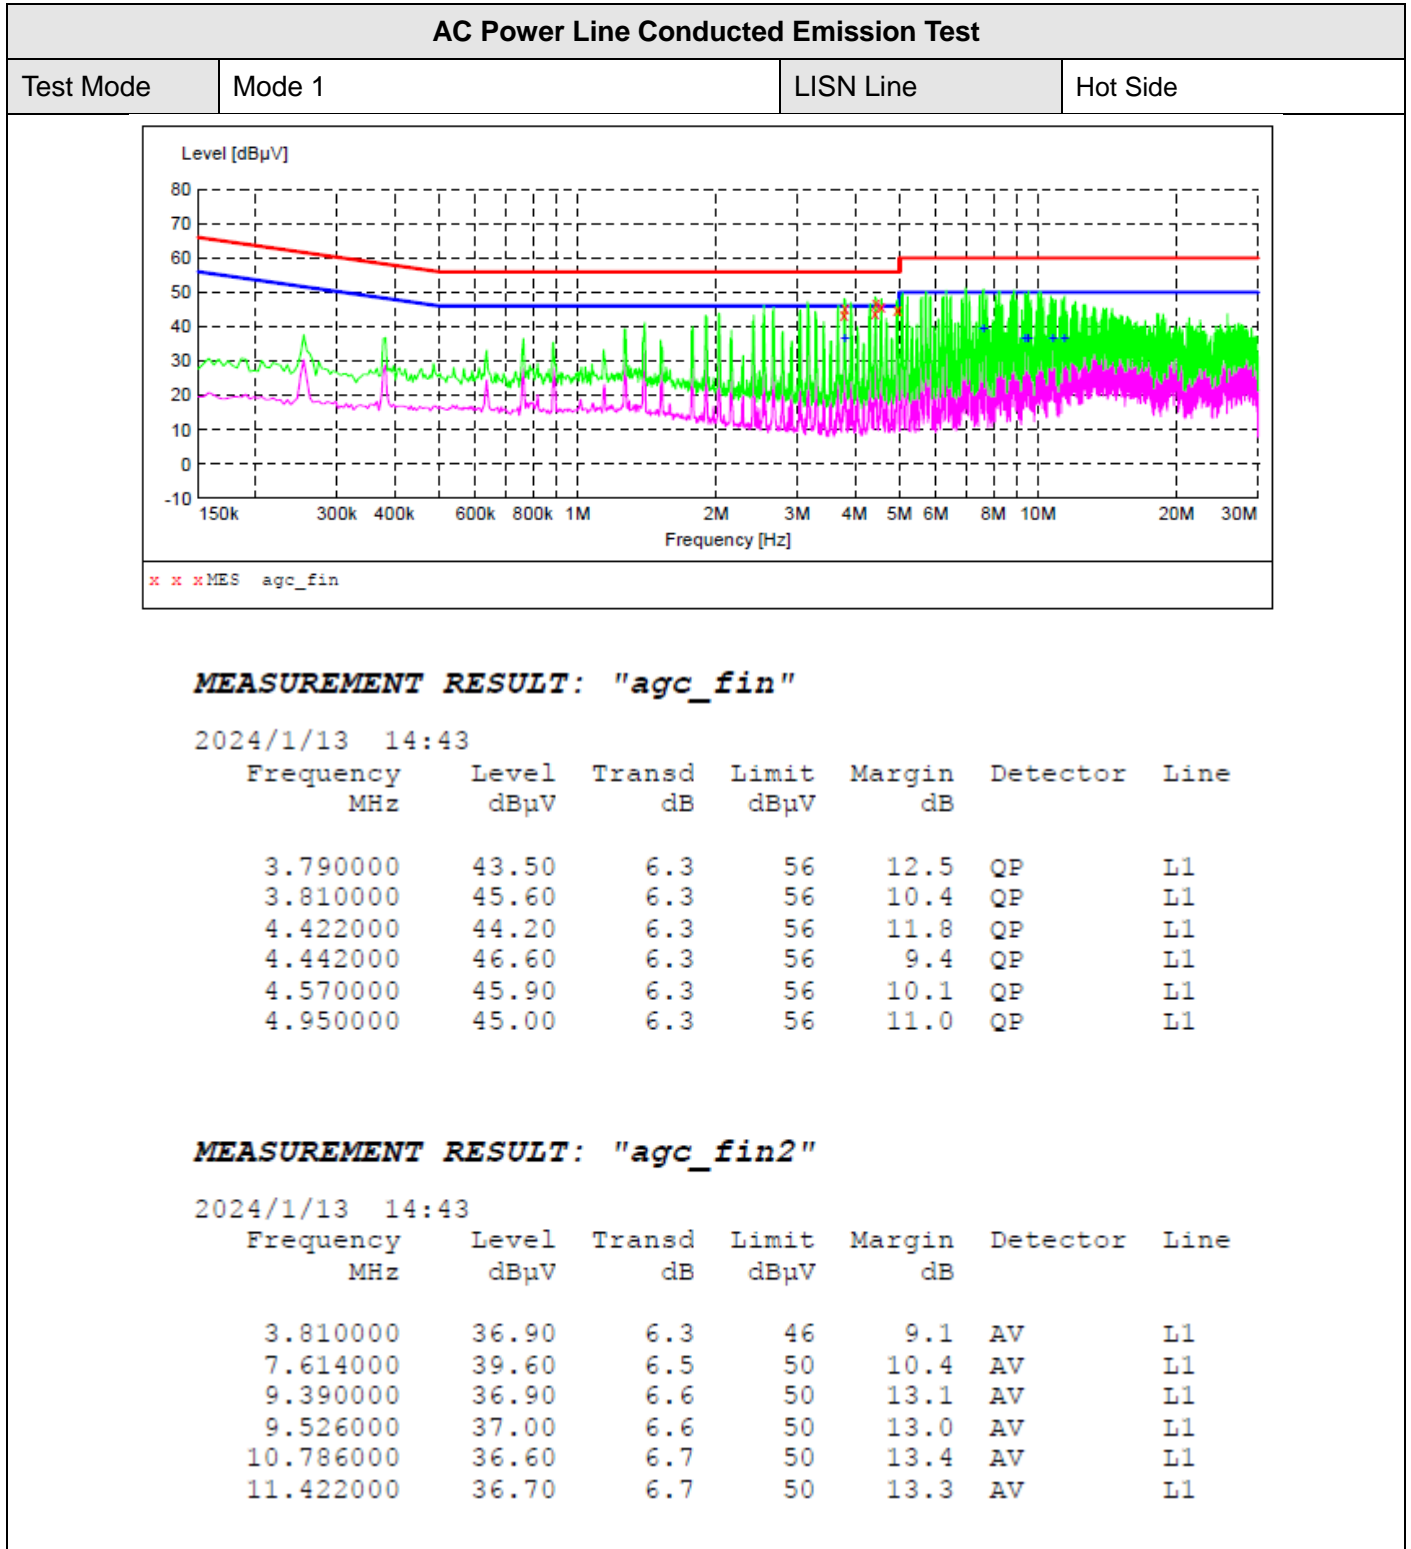 AC Power Line Conducted Emission Test
Test Mode Mode 1 LISN Line Hot Side
Level [dBµV]
80
70
60
50
40
30
20
10
0
-10
150k 300k 400k 600k 800k 1M 2M 3M 4M 5M 6M 8M 10M 20M 30M
Frequency [Hz]
x x xMES agc_fin
MEASUREMENT RESULT: "agc_fin"
2024/1/13 14:43
Frequency Level Transd Limit Margin Detector Line
MHz dBµV dB dBµV dB
3.790000 43.50 6.3 56 12.5 QP L1
3.810000 45.60 6.3 56 10.4 QP L1
4.422000 44.20 6.3 56 11.8 QP L1
4.442000 46.60 6.3 56 9.4 QP L1
4.570000 45.90 6.3 56 10.1 QP L1
4.950000 45.00 6.3 56 11.0 QP L1
MEASUREMENT RESULT: "agc_fin2"
2024/1/13 14:43
Frequency Level Transd Limit Margin Detector Line
MHz dBµV dB dBµV dB
3.810000 36.90 6.3 46 9.1 AV L1
7.614000 39.60 6.5 50 10.4 AV L1
9.390000 36.90 6.6 50 13.1 AV L1
9.526000 37.00 6.6 50 13.0 AV L1
10.786000 36.60 6.7 50 13.4 AV L1
11.422000 36.70 6.7 50 13.3 AV L1